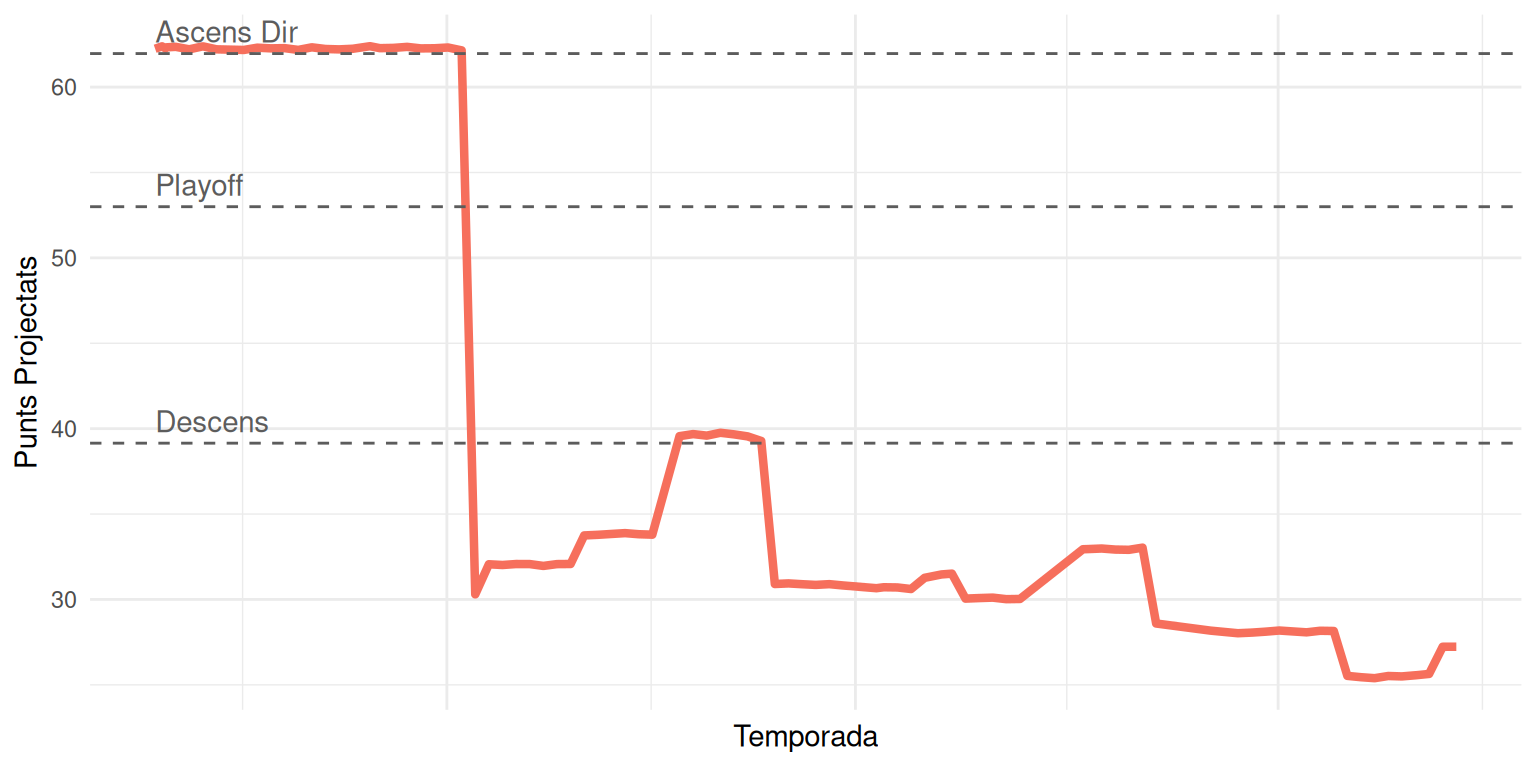 Ascens Dir
60
Playoff
50
Descens
40
30
Punts Projectats
Temporada